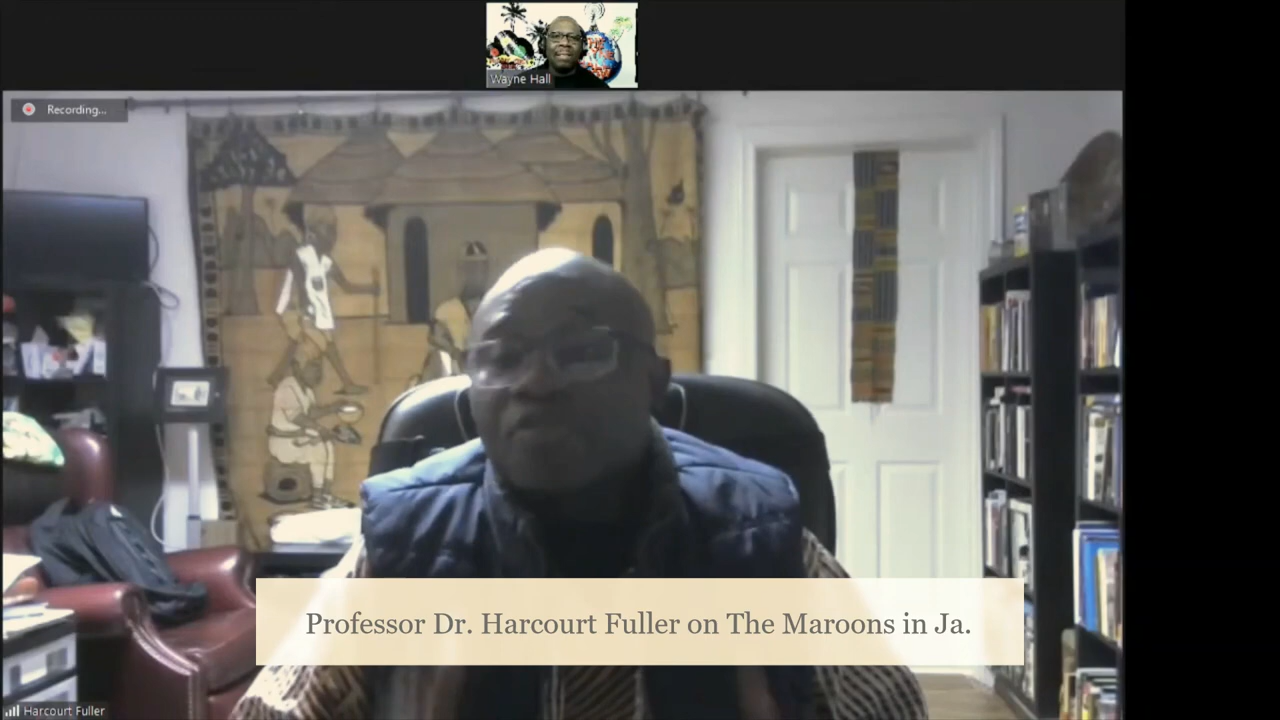 Wayne Hall
Recording...
Professor Dr. Harcourt Fuller on The Maroons in Ja.
Harcourt Fuller